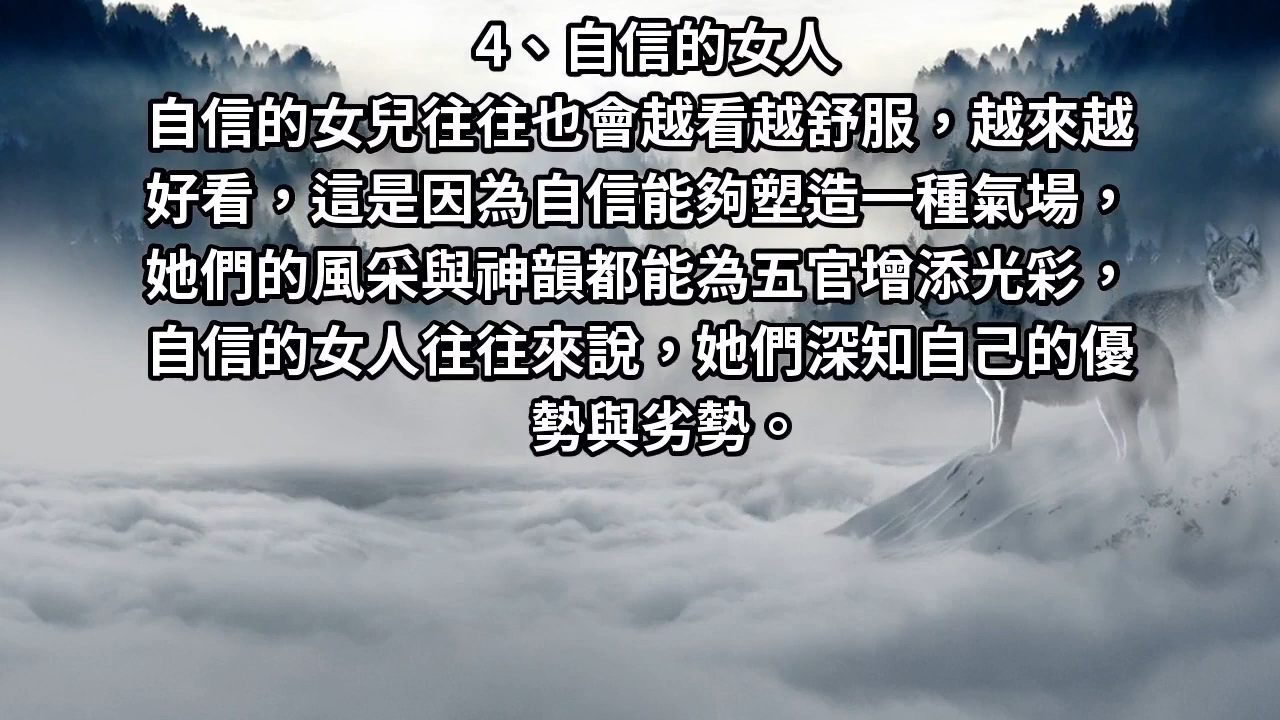 4、自信的女人
自信的女兒往往也會越看越舒服，越來越
好看，這是因為自信能夠塑造一種氣場，
她們的風采與神韻都能為五官增添光彩，
自信的女人往往來說，她們深知自己的優
勢與劣勢。